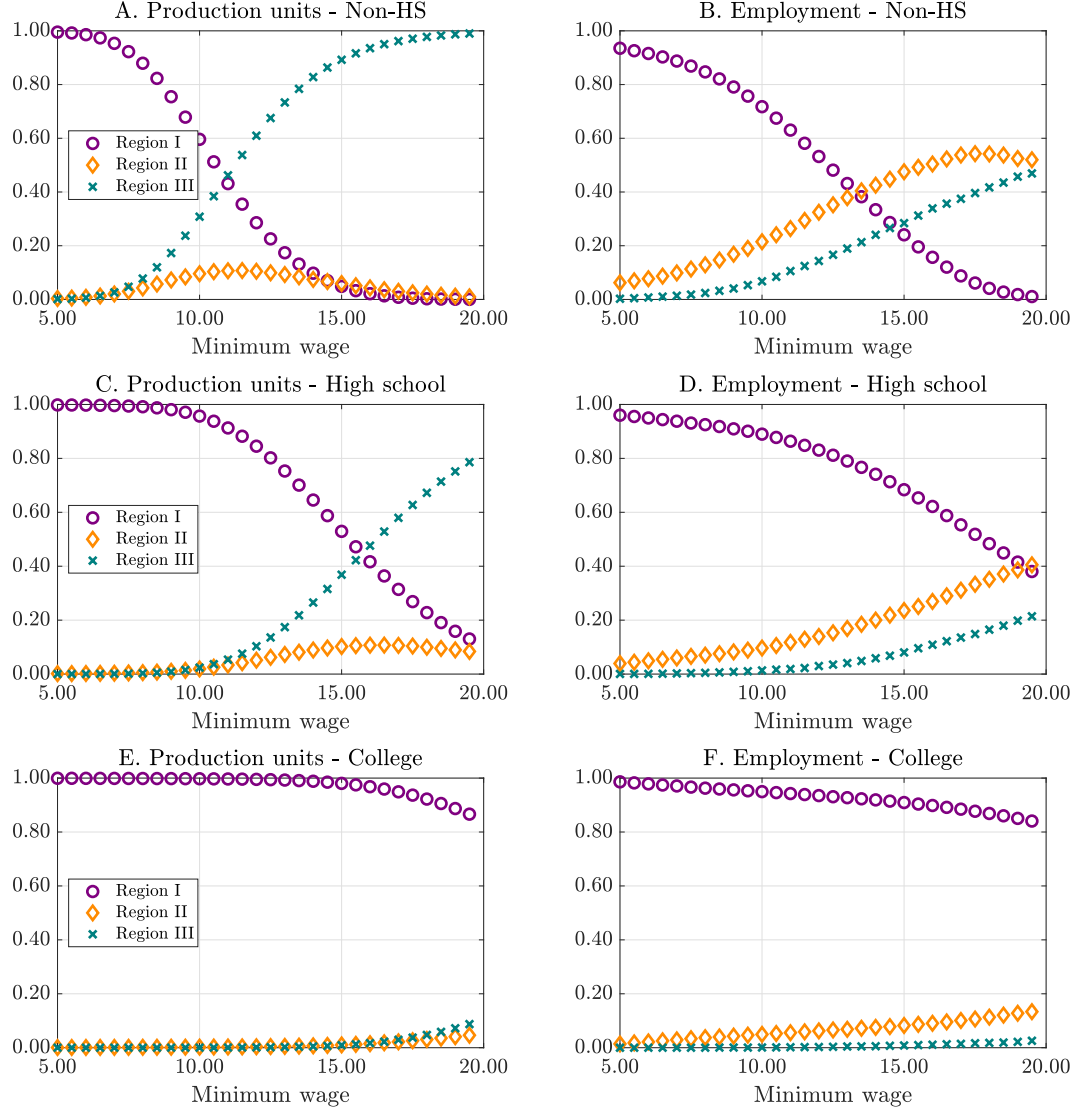 A. Production units - Non-HS
1.00
0.80
0.60
0.40
0.20
0.00
Region I
Region II
Region III
5.00 10.00 15.00 20.00
Minimum wage
B. Employment - Non-HS
1.00
0.80
0.60
0.40
0.20
0.00
5.00 10.00 15.00 20.00
Minimum wage
C. Production units - High school
1.00
0.80
0.60
0.40
0.20
0.00
Region I
Region II
Region III
5.00 10.00 15.00 20.00
Minimum wage
D. Employment - High school
1.00
0.80
0.60
0.40
0.20
0.00
5.00 10.00 15.00 20.00
Minimum wage
E. Production units - College
1.00
0.80
0.60
0.40
0.20
0.00
Region I
Region II
Region III
5.00 10.00 15.00 20.00
Minimum wage
F. Employment - College
1.00
0.80
0.60
0.40
0.20
0.00
5.00 10.00 15.00 20.00
Minimum wage